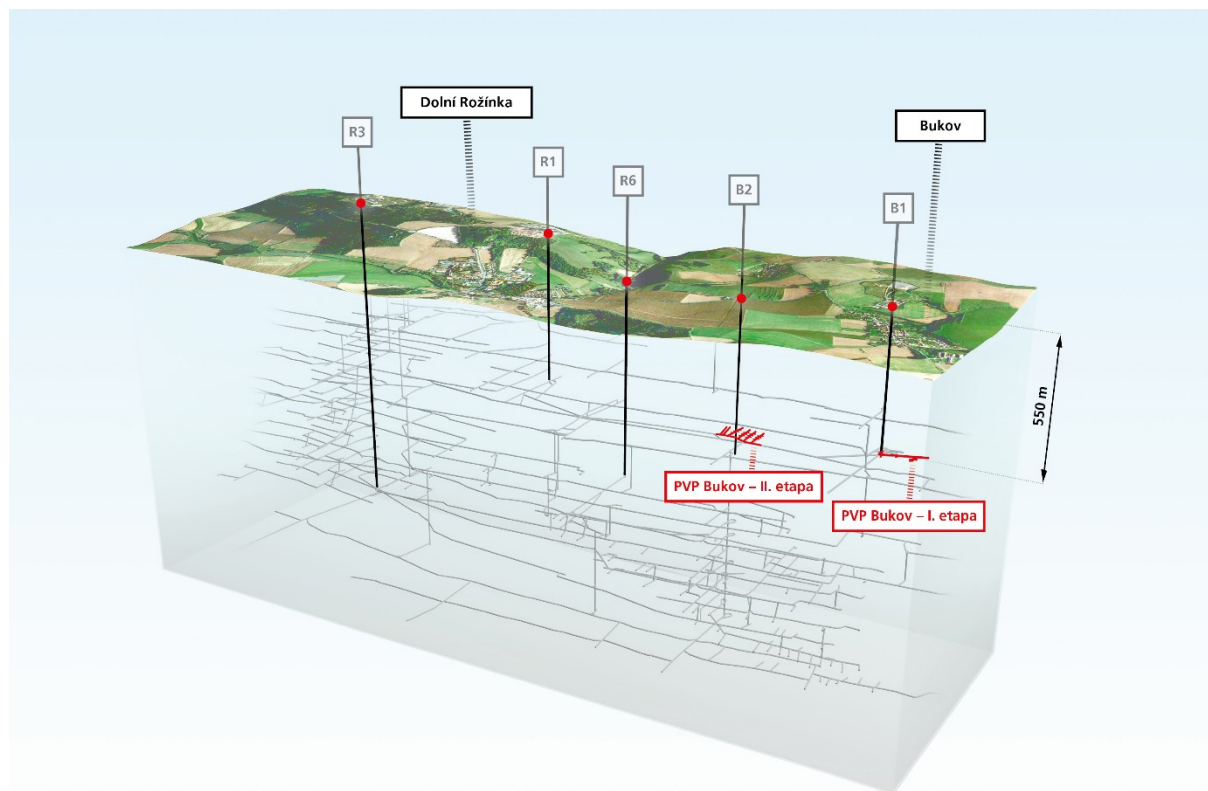 Dolní Rožínka
Bukov
R3
R1
R6
B2
B1
550 m
PVP Bukov – II. etapa
PVP Bukov – I. etapa